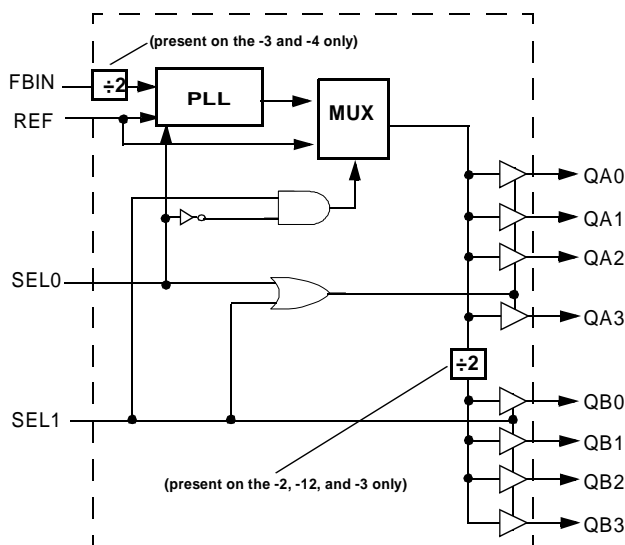 (present on the -3 and -4 only)
FBIN
÷2
PLL
MUX
REF
QA0
QA1
QA2
SEL0
QA3
÷2
QB0
SEL1
QB1
(present on the -2, -12, and -3 only)
QB2
QB3